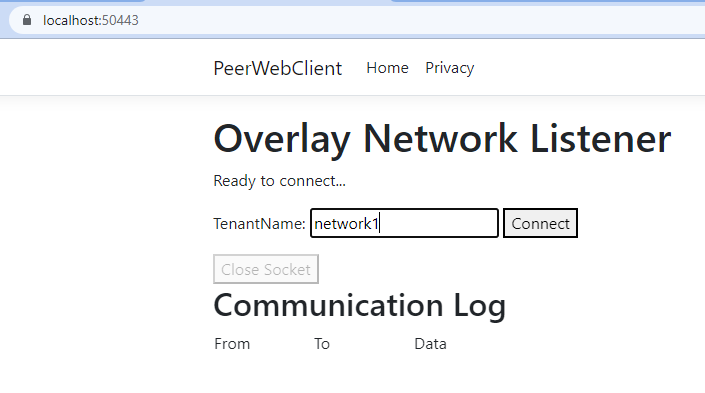 localhost:50443
PeerWebClient Home Privacy
Overlay Network Listener
Ready to connect...
TenantName: network1 Connect
Close Socket
Communication Log
From To Data